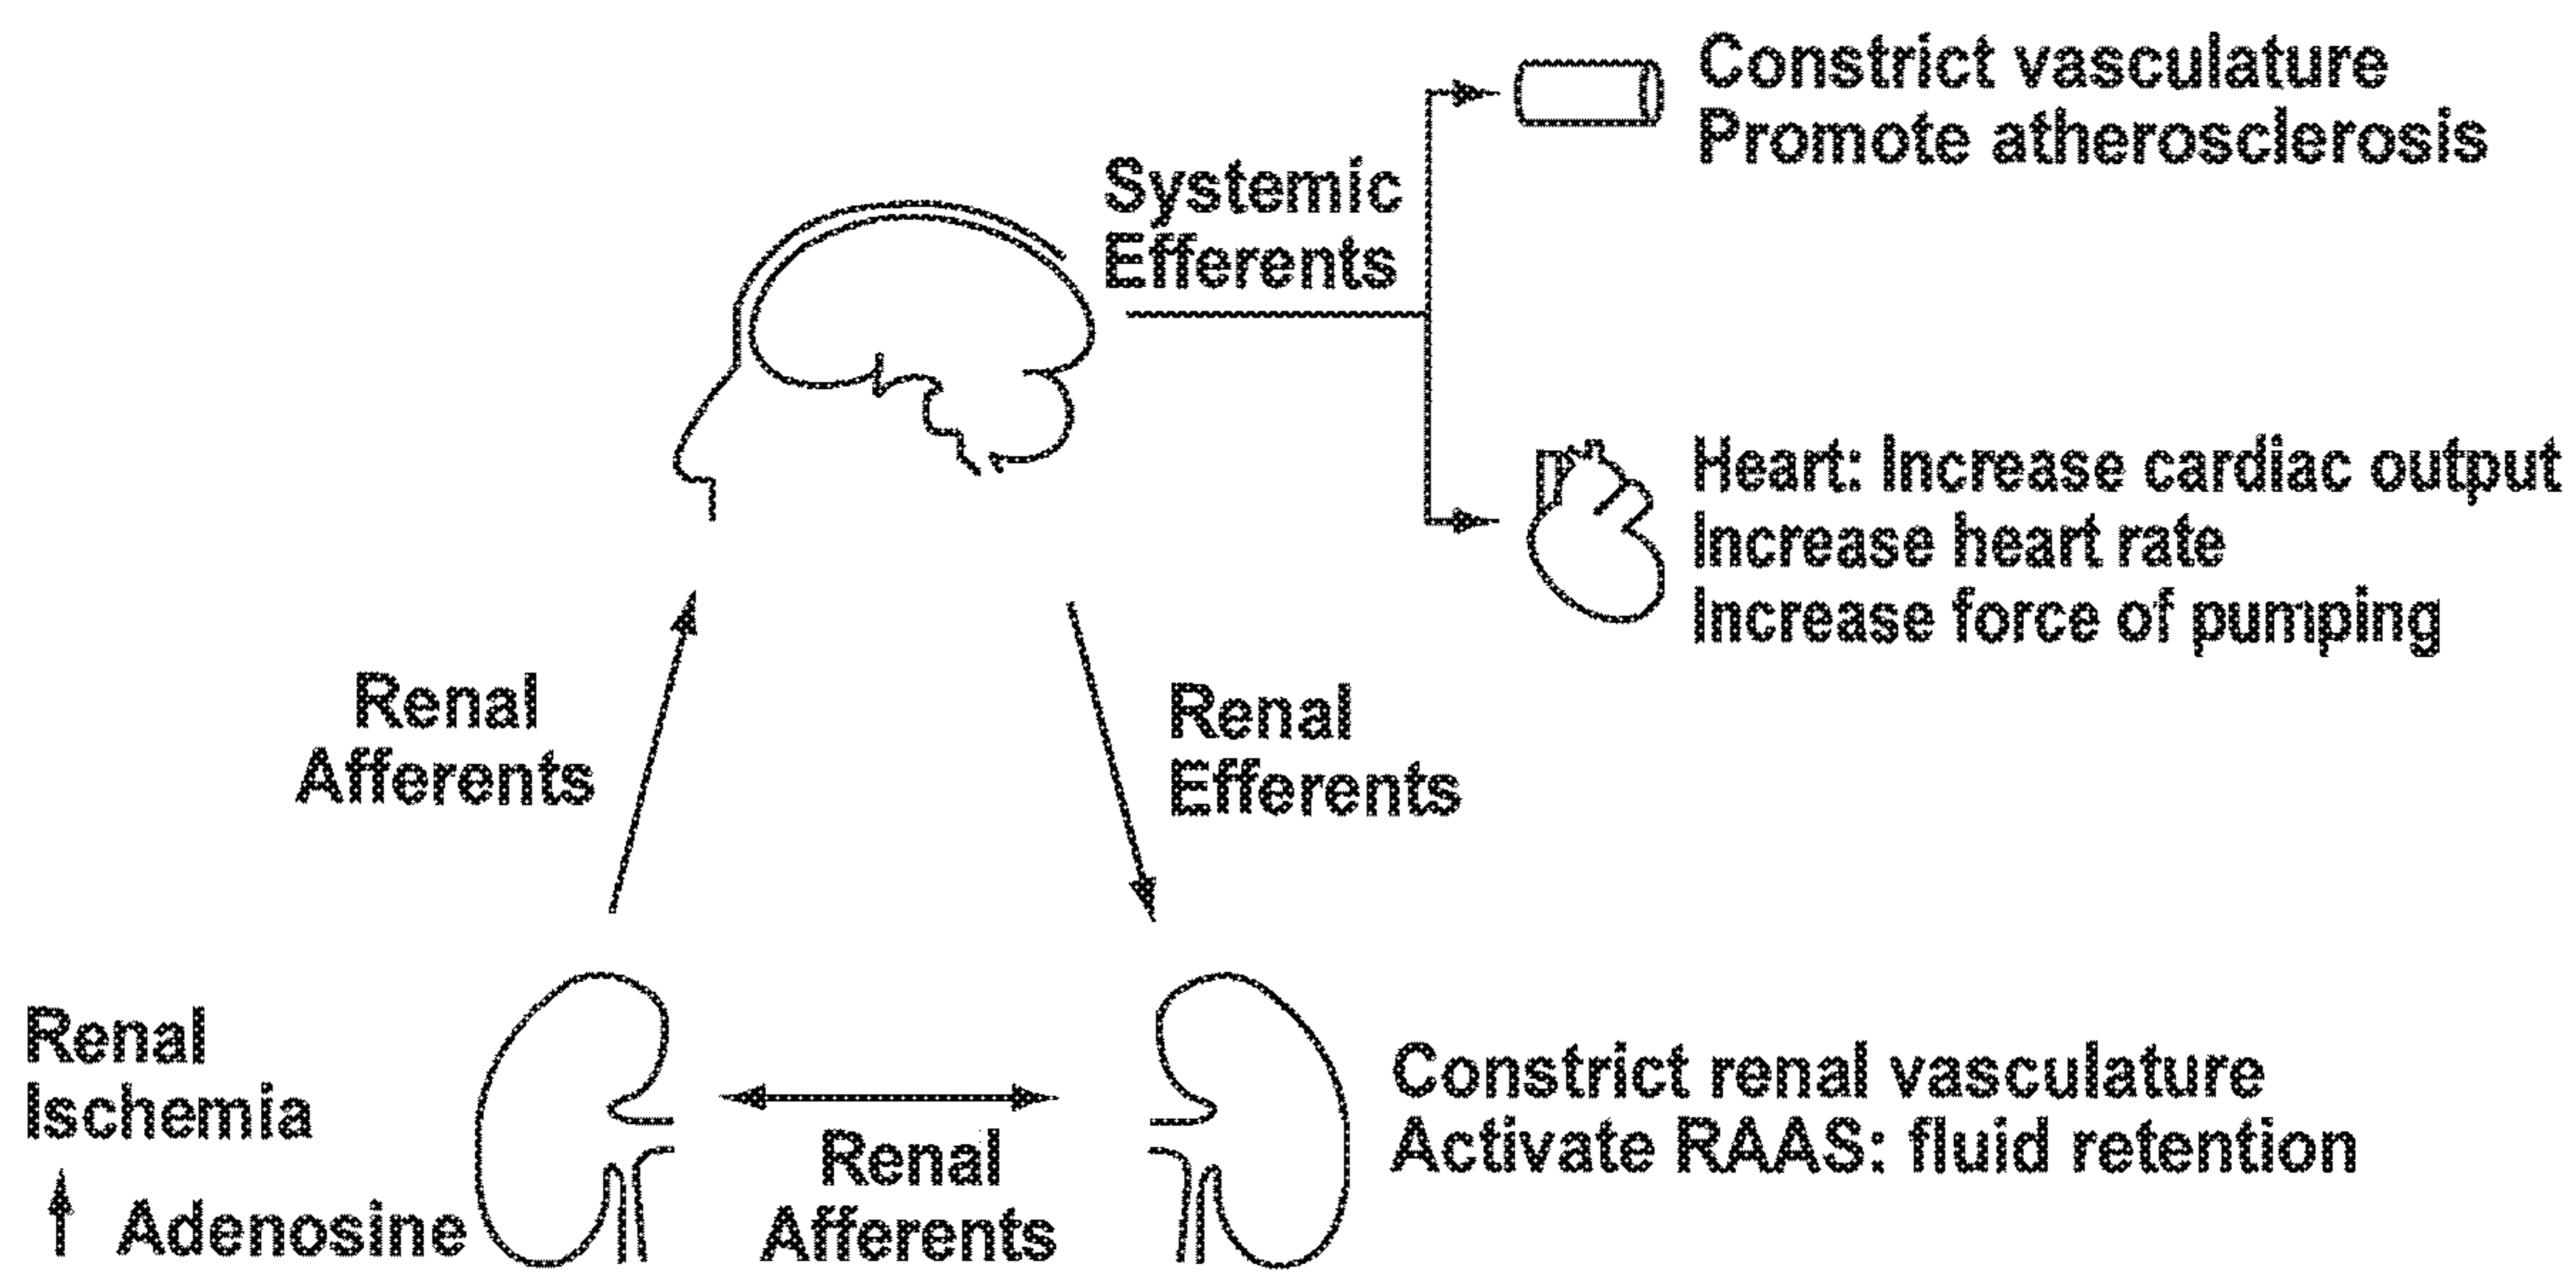 Constrict vasculature
Promote atherosclerosis
Systemic
Efferents
Heart: Increase cardiac output
Increase heart rate
Increase force of pumping
Renal
Afferents
Renal
Efferents
Renal
Ischemia
↑ Adenosine
Renal
Afferents
Constrict renal vasculature
Activate RAAS: fluid retention